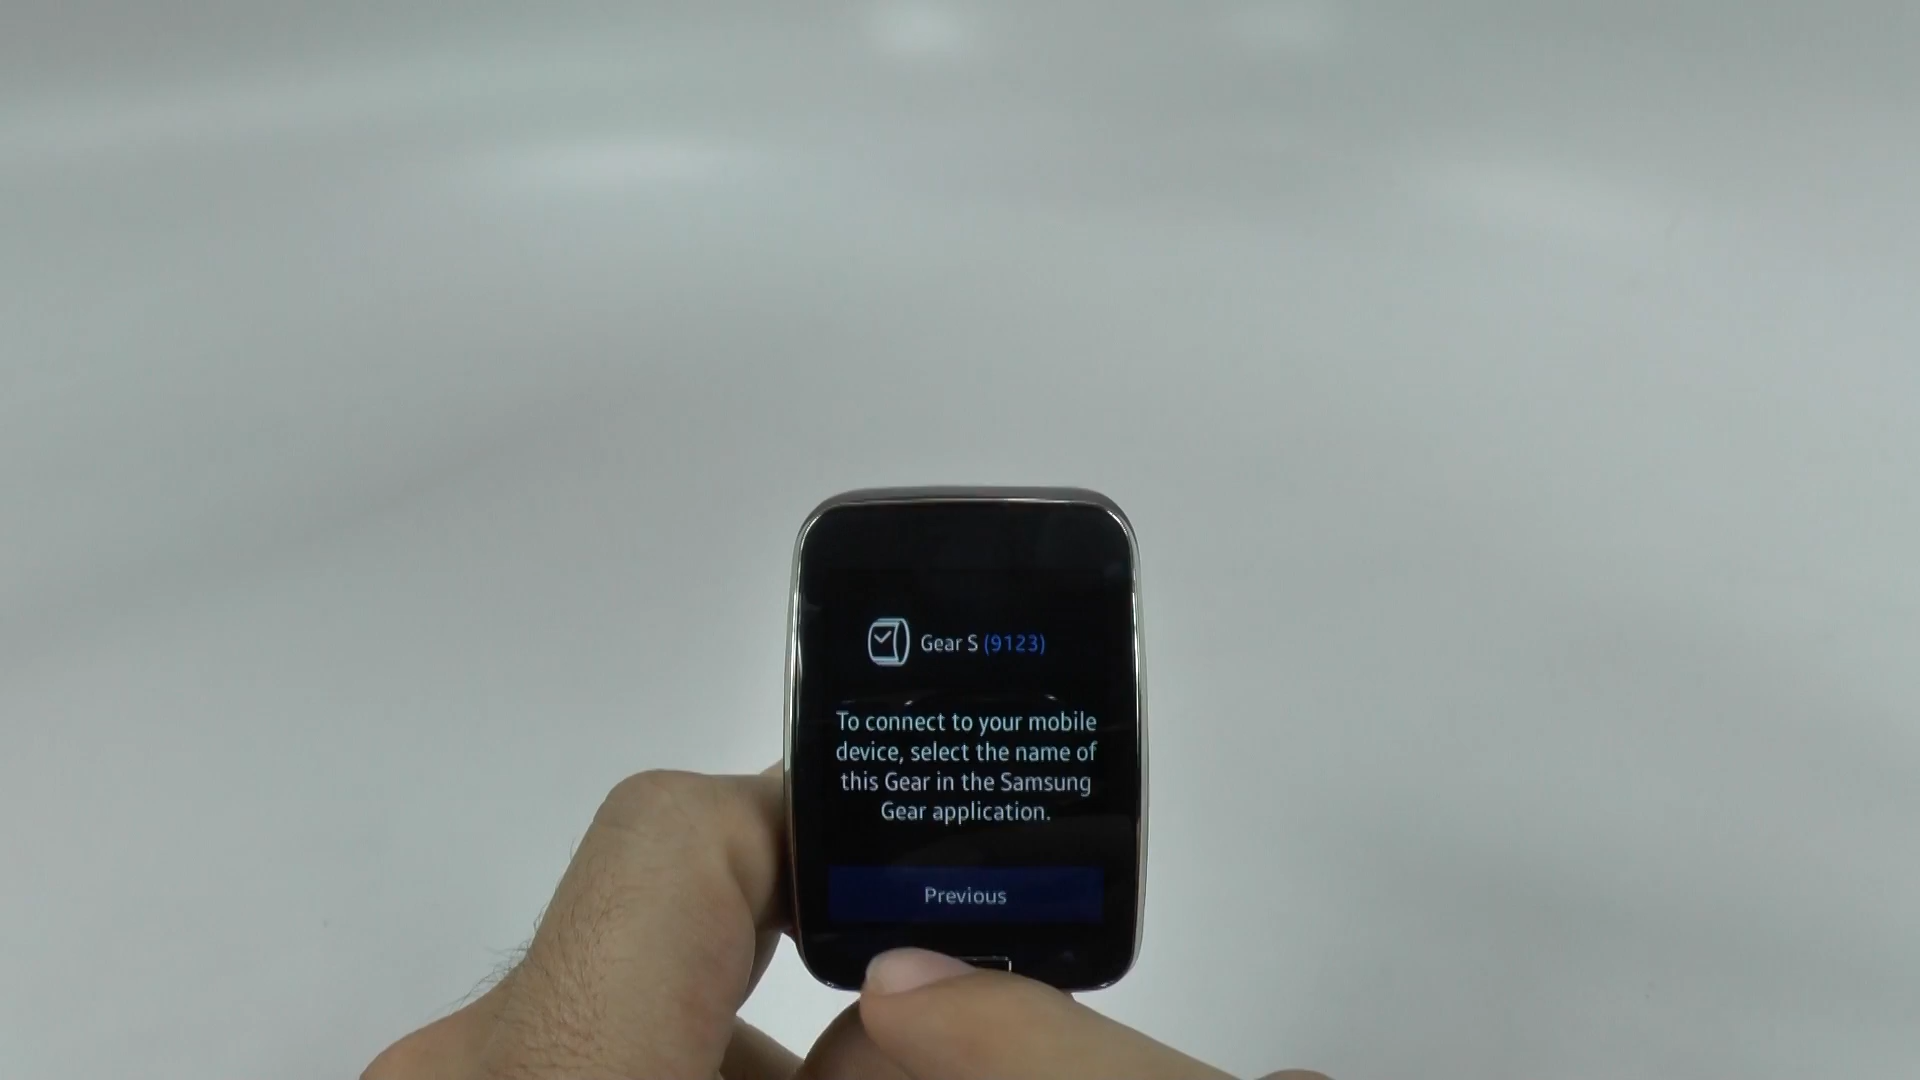 Gear S (9123)
To connect to your mobile
device, select the name of
this Gear in the Samsung
Gear application.
Previous